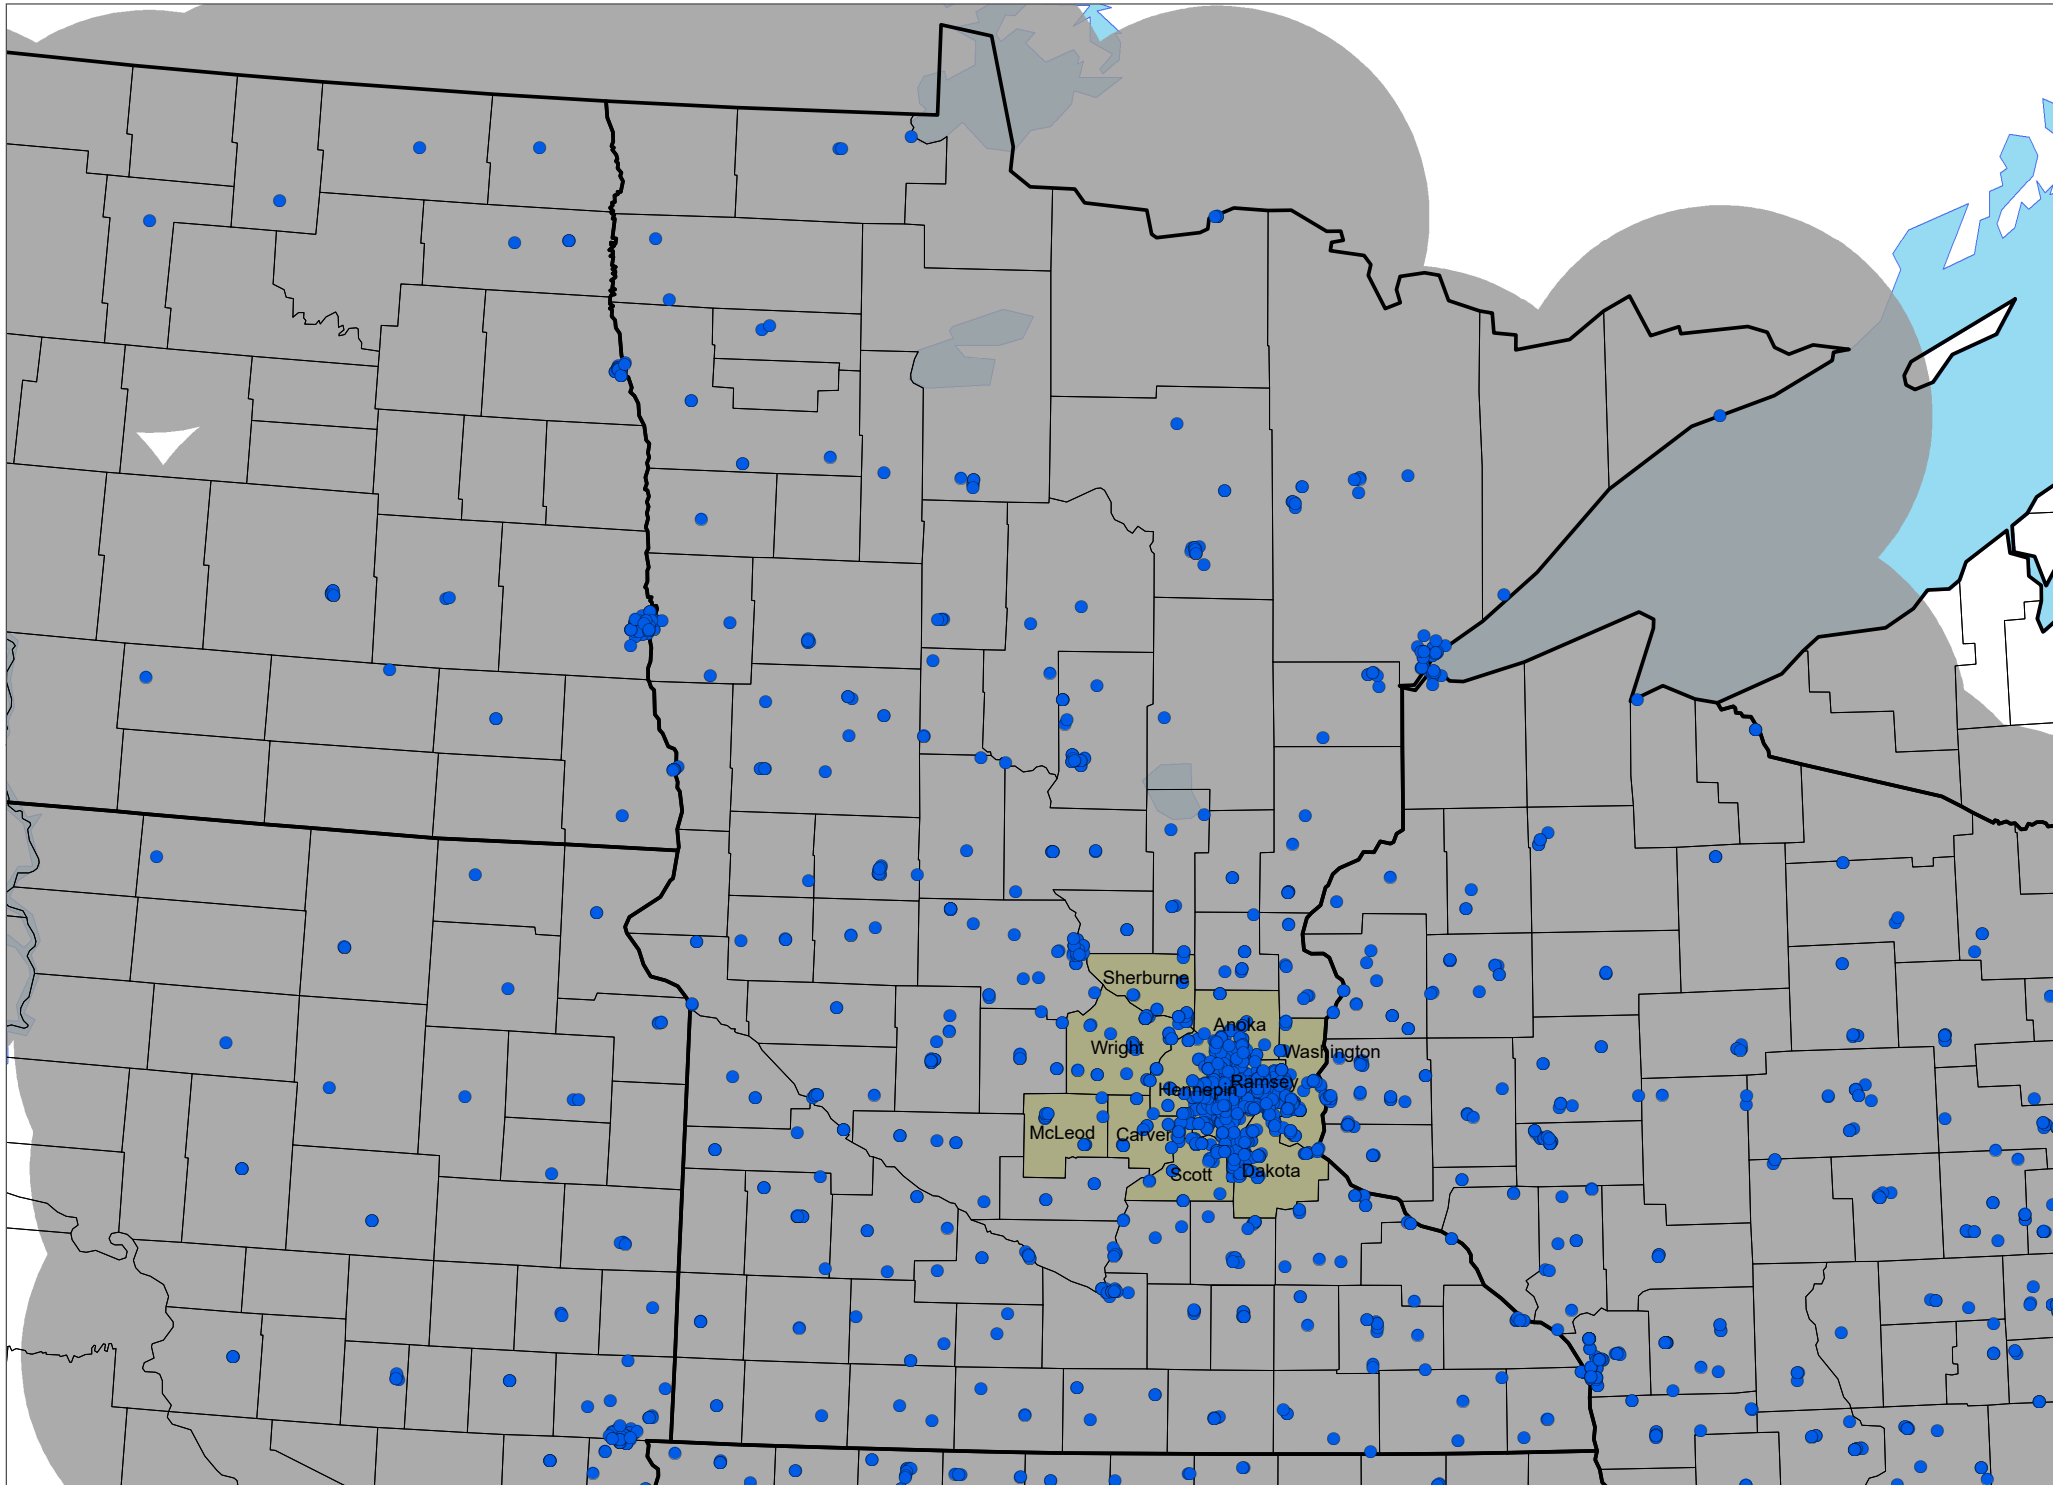 Sherburne
Anoka
Wright
Washington
Ramsey
Hennepin
McLeod
Carver
Scott
Dakota